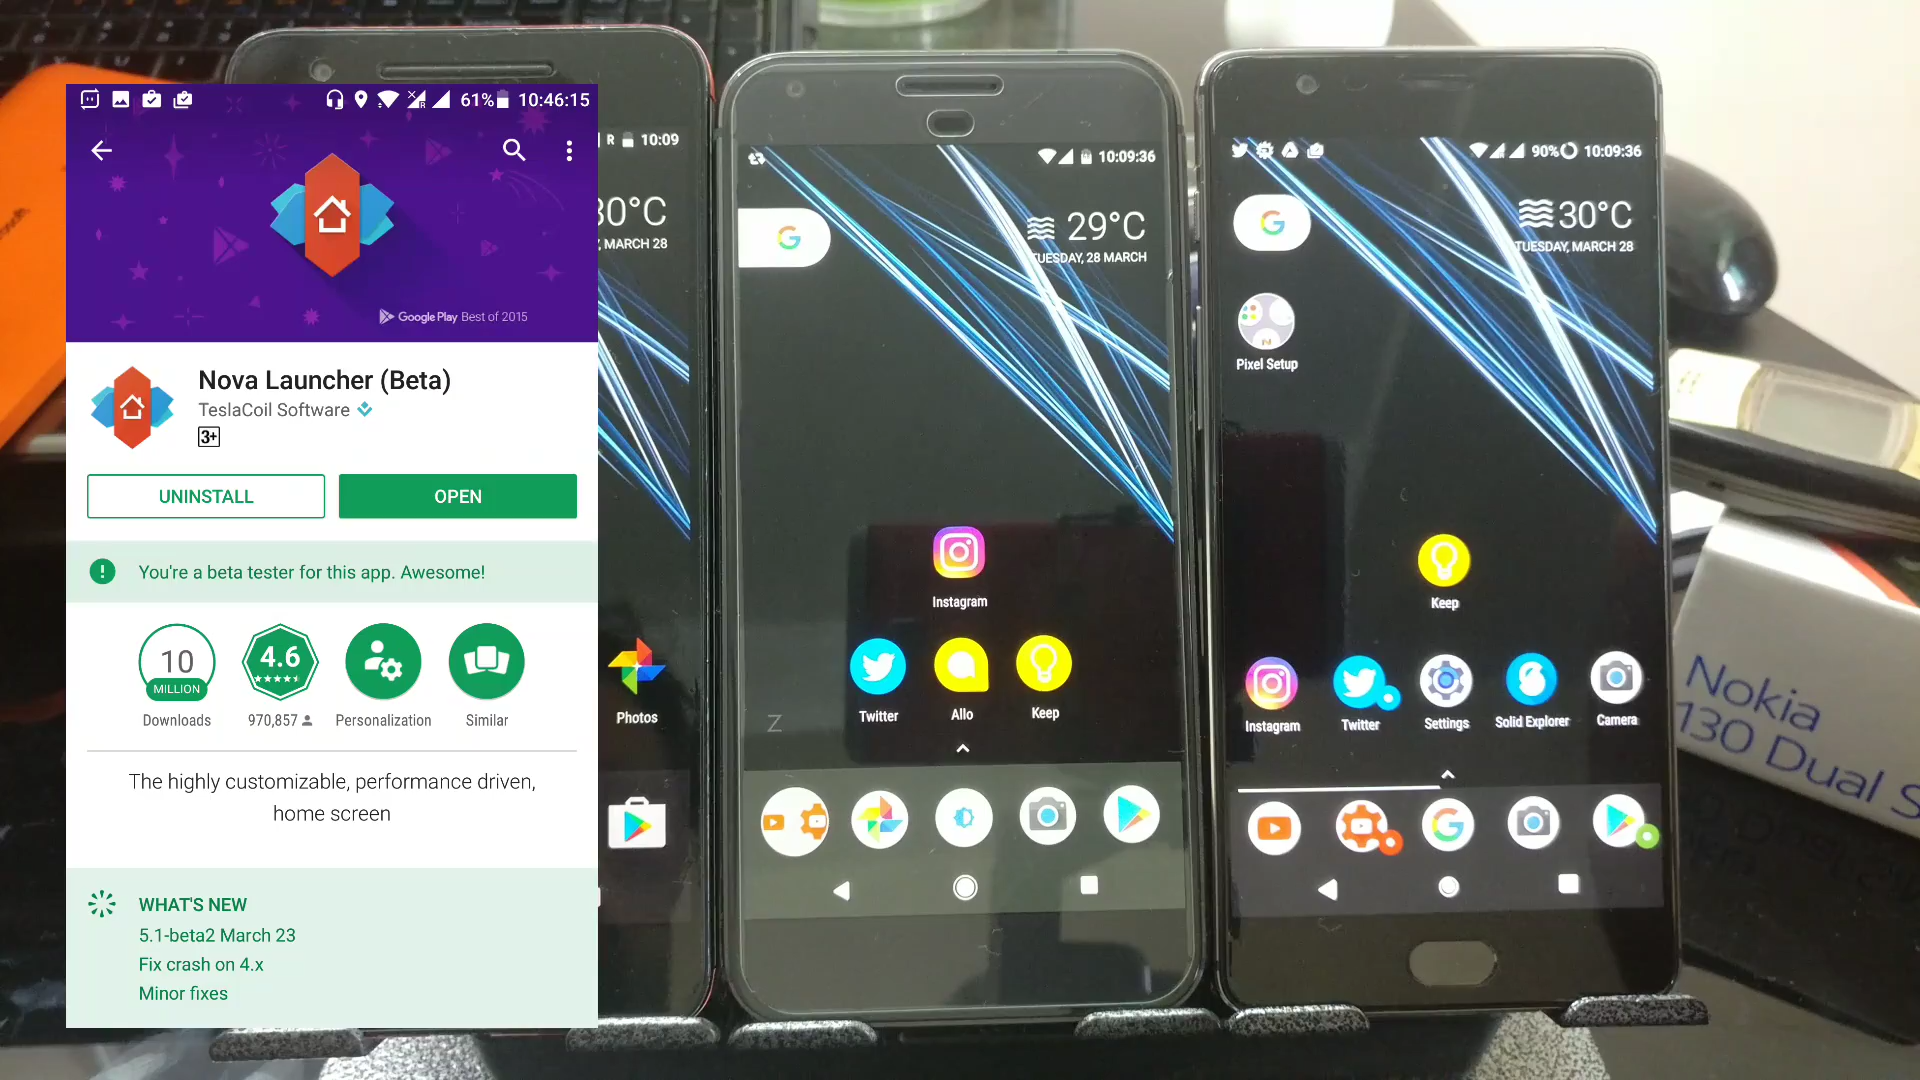 61% 10:46:15
Google Play Best of 2015
Nova Launcher (Beta)
TeslaCoil Software
3+
UNINSTALL
OPEN
You're a beta tester for this app. Awesome!
10
MILLION
Downloads
4.6
970,857
Personalization
Similar
The highly customizable, performance driven,
home screen
WHAT'S NEW
5.1-beta2 March 23
Fix crash on 4.x
Minor fixes
R 10:09
30°C
, MARCH 28
Photos
10:09:36
G
29°C
TUESDAY, 28 MARCH
Instagram
Twitter
Allo
Keep
Z
90% 10:09:36
G
30°C
TUESDAY, MARCH 28
N
Pixel Setup
Keep
Instagram
Twitter
Settings
Solid Explorer
Camera
G
Nokia
130 Dual S